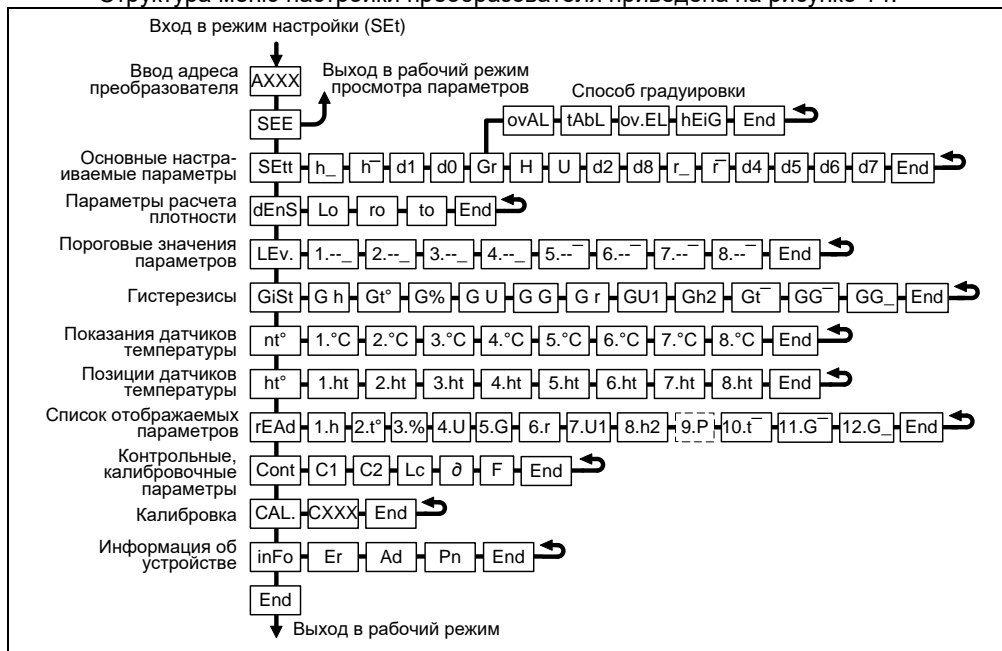 Структура меню настройки преобразователя приведена на рисунке
Вход в режим настройки (SEt)
Ввод адреса
преобразователя
AXXX
Выход в рабочий режим
просмотра параметров
SEE
Способ градуировки
ovAL tAbL ov.EL hEiG End
Основные настра-
иваемые параметры
SEtt h_ h¯ d1 d0 Gr H U d2 d8 r_ r¯ d4 d5 d6 d7 End
Параметры расчета
плотности
dEnS Lo ro to End
Пороговые значения
параметров
LEv. 1.--_ 2.--_ 3.--_ 4.--_ 5.--¯ 6.--¯ 7.--¯ 8.--¯ End
Гистерезисы
GiSt G h Gt° G% G U G G G r GU1 Gh2 Gt¯ GG¯ GG_ End
Показания датчиков
температуры
nt° 1.°C 2.°C 3.°C 4.°C 5.°C 6.°C 7.°C 8.°C End
Позиции датчиков
температуры
ht° 1.ht 2.ht 3.ht 4.ht 5.ht 6.ht 7.ht 8.ht End
Список отображаемых
параметров
rEAd 1.h 2.t° 3.% 4.U 5.G 6.r 7.U1 8.h2 9.P 10.t¯ 11.G¯ 12.G_ End
Контрольные,
калибровочные
параметры
Cont C1 C2 Lc ∂ F End
Калибровка
CAL. CXXX End
Информация об
устройстве
inFo Er Ad Pn End
End
Выход в рабочий режим